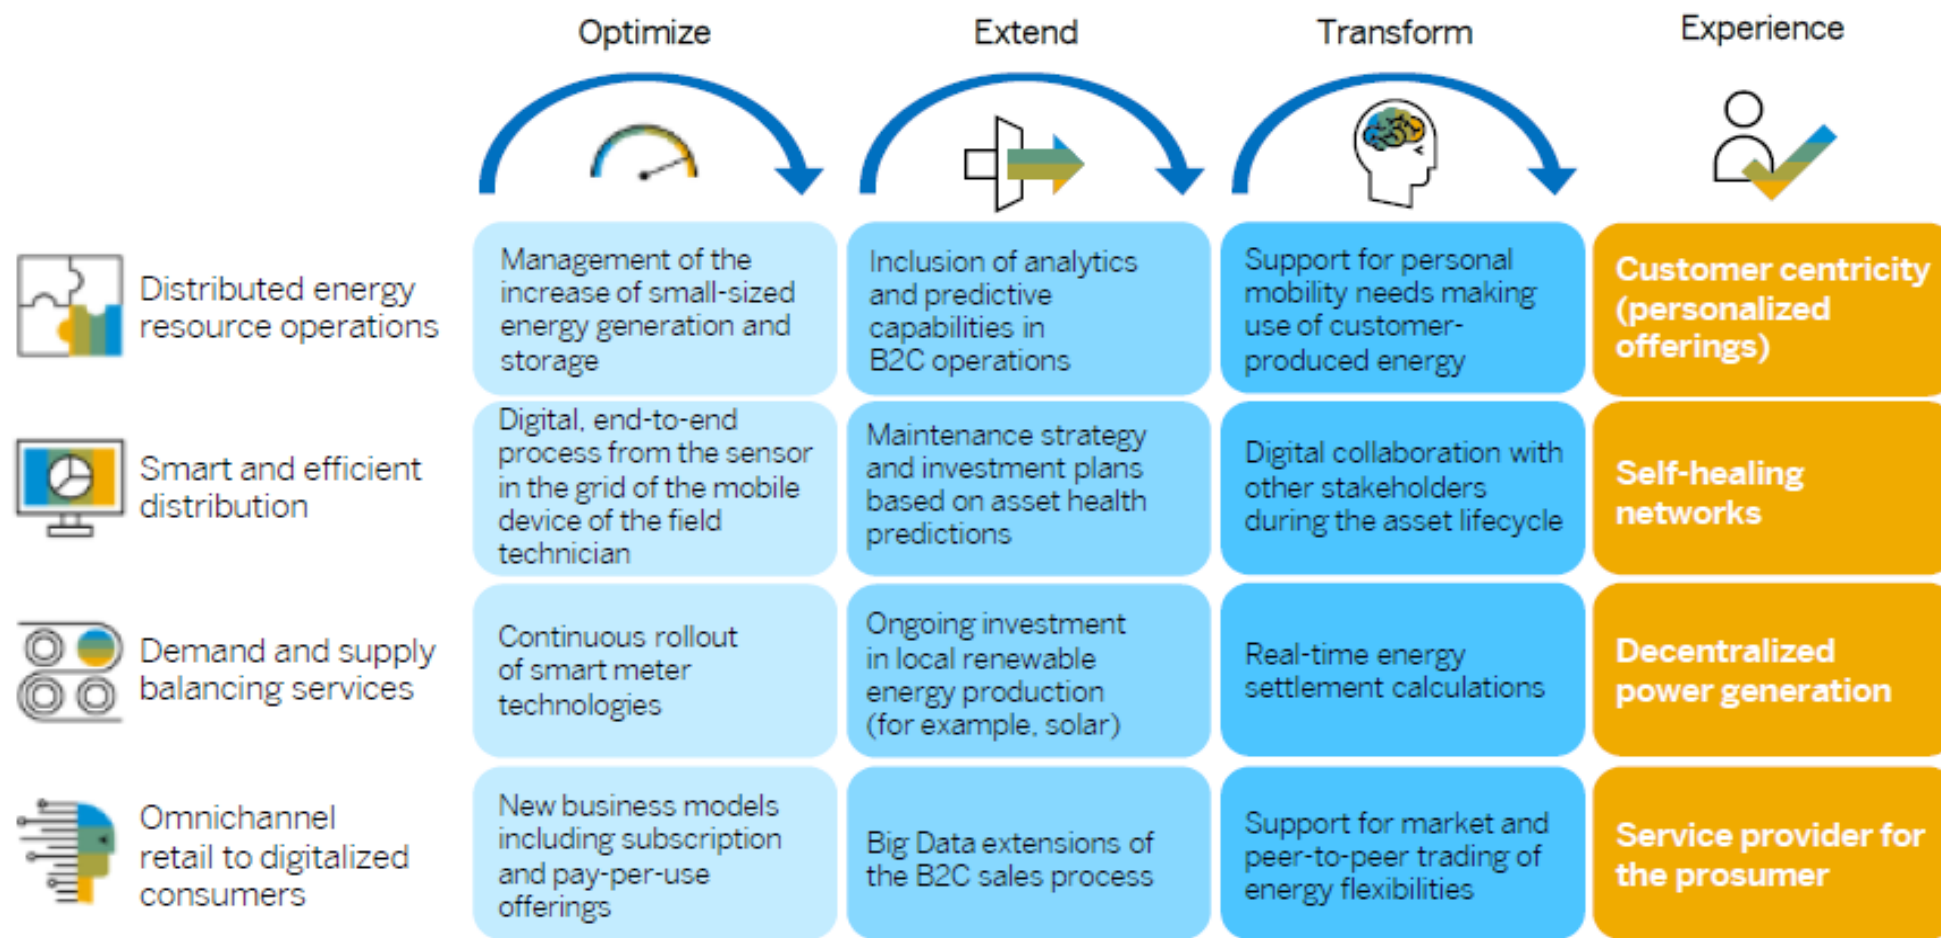 Optimize
Extend
Transform
Experience
Distributed energy
resource operations
Management of the
increase of small-sized
energy generation and
storage
Inclusion of analytics
and predictive
capabilities in
B2C operations
Support for personal
mobility needs making
use of customer-
produced energy
Customer centricity
(personalized
offerings)
Smart and efficient
distribution
Digital, end-to-end
process from the sensor
in the grid of the mobile
device of the field
technician
Maintenance strategy
and investment plans
based on asset health
predictions
Digital collaboration with
other stakeholders
during the asset lifecycle
Self-healing
networks
Demand and supply
balancing services
Continuous rollout
of smart meter
technologies
Ongoing investment
in local renewable
energy production
(for example, solar)
Real-time energy
settlement calculations
Decentralized
power generation
Omnichannel
retail to digitalized
consumers
New business models
including subscription
and pay-per-use
offerings
Big Data extensions of
the B2C sales process
Support for market and
peer-to-peer trading of
energy flexibilities
Service provider for
the prosumer